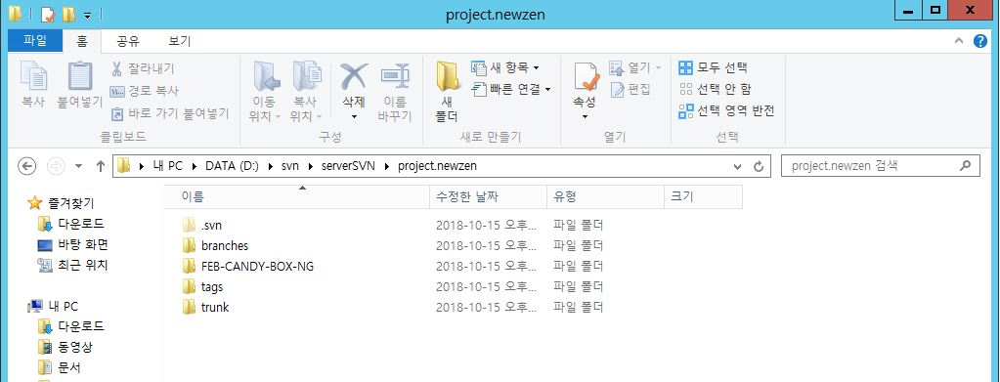 project.newzen
파일 홈 공유 보기
복사
붙여넣기
잘라내기
경로 복사
바로 가기 붙여넣기
클립보드
이동 위치
복사 위치
삭제
이름 바꾸기
구성
새 폴더
새 항목
빠른 연결
새로 만들기
속성
열기
편집
열기
모두 선택
선택 안 함
선택 영역 반전
선택
내 PC DATA (D:) svn serverSVN project.newzen
project.newzen 검색
즐겨찾기
다운로드
바탕 화면
최근 위치
내 PC
다운로드
동영상
문서
이름 수정한 날짜 유형 크기
.svn 2018-10-15 오후... 파일 폴더
branches 2018-10-15 오후... 파일 폴더
FEB-CANDY-BOX-NG 2018-10-15 오후... 파일 폴더
tags 2018-10-15 오후... 파일 폴더
trunk 2018-10-15 오후... 파일 폴더